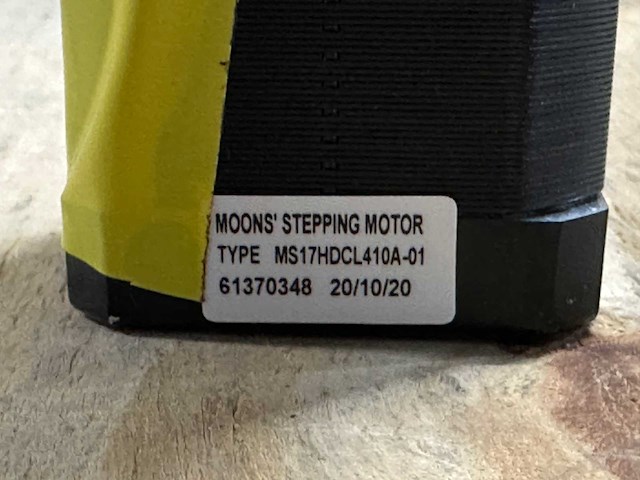 MOONS' STEPPING MOTOR
TYPE MS17HDCL410A-01
61370348 20/10/20